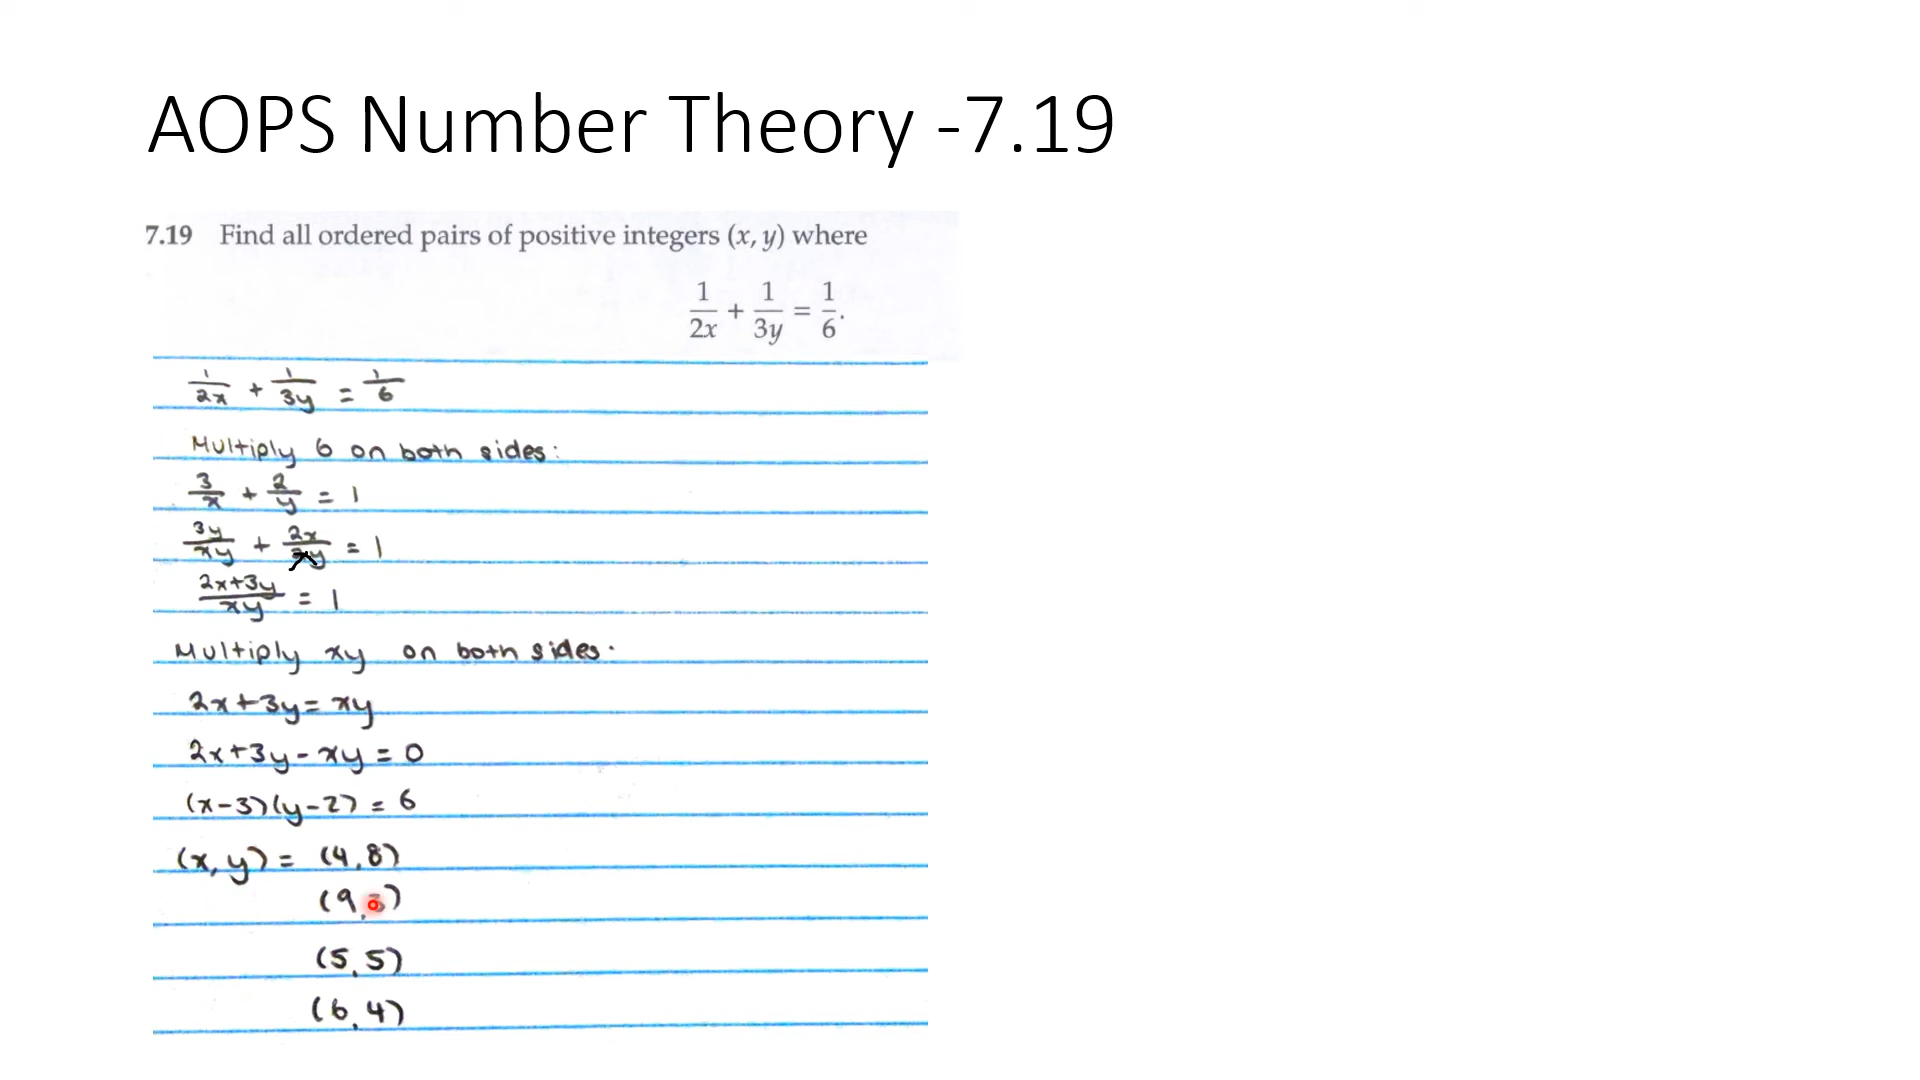 AOPS Number Theory -7.19
7.19 Find all ordered pairs of positive integers (x, y) where
1/2x + 1/3y = 1/6.
1/2x + 1/3y = 1/6
Multiply 6 on both sides:
3/x + 2/y = 1
3y/xy + 2x/xy = 1
2x+3y/xy = 1
Multiply xy on both sides.
2x+3y = xy
2x+3y-xy = 0
(x-3)(y-2) = 6
(x, y) = (4,8)
(9,3)
(5,5)
(6,4)